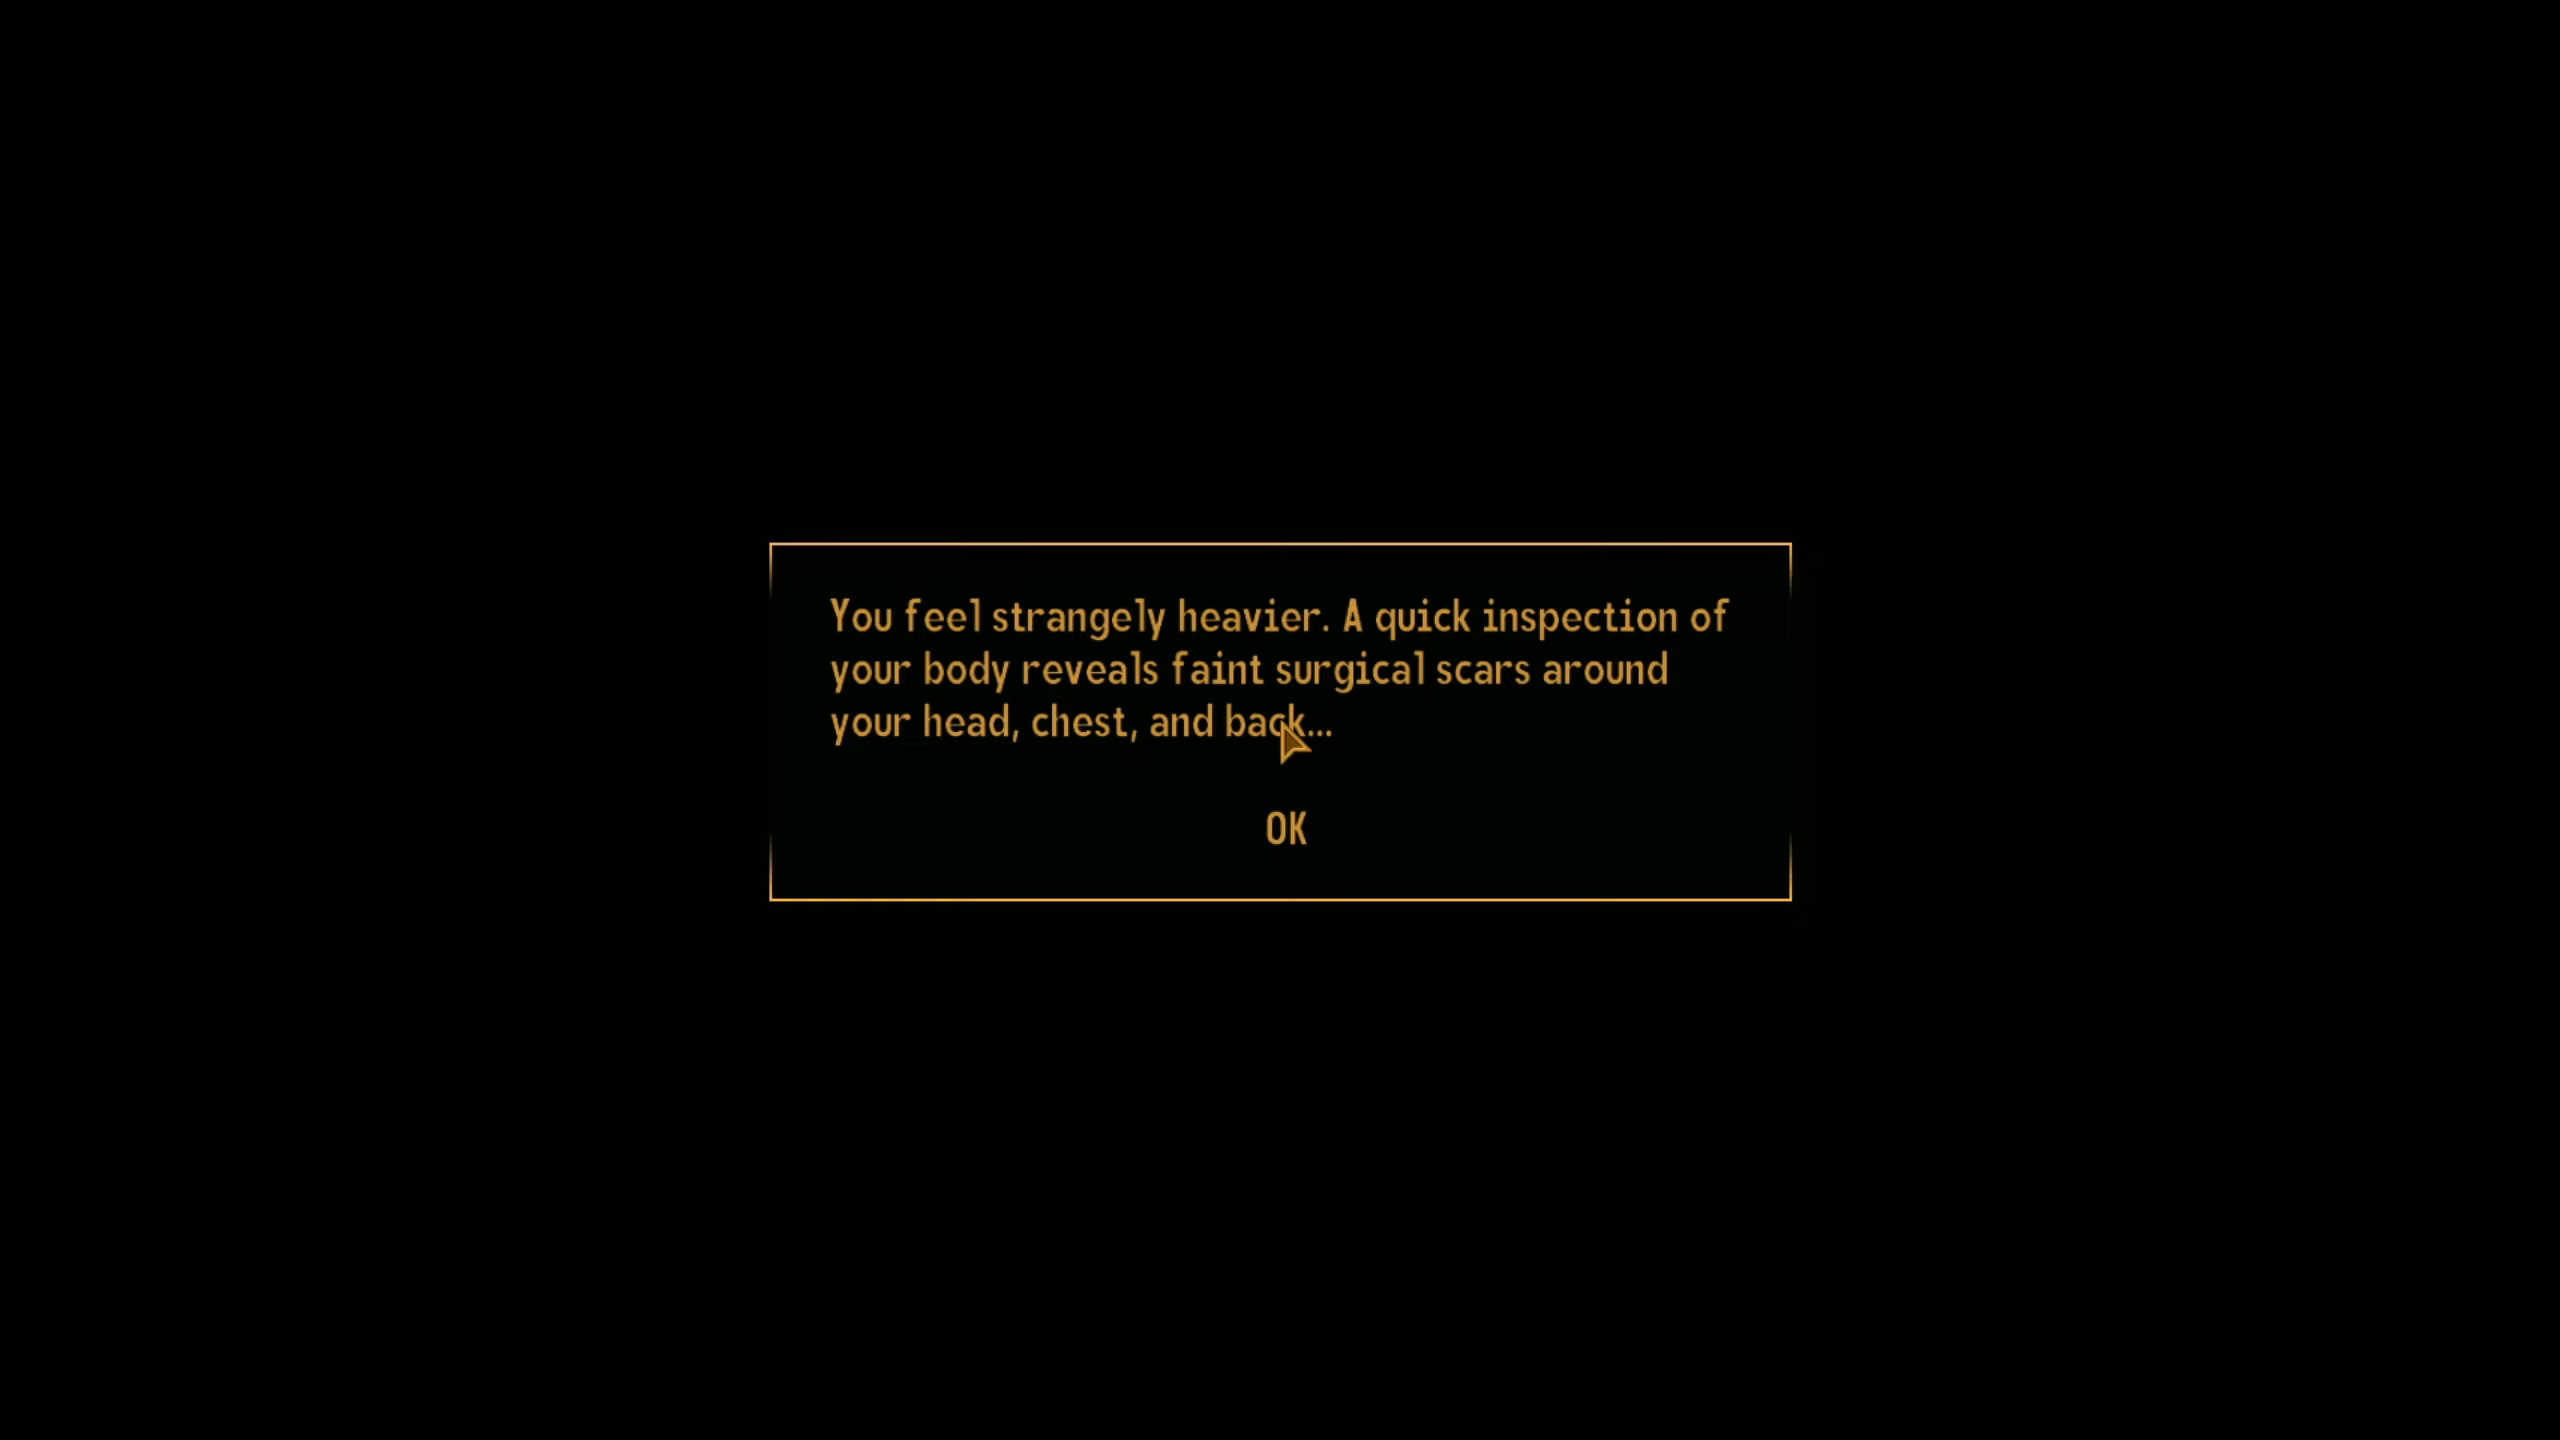 You feel strangely heavier. A quick inspection of
your body reveals faint surgical scars around
your head, chest, and back...
OK